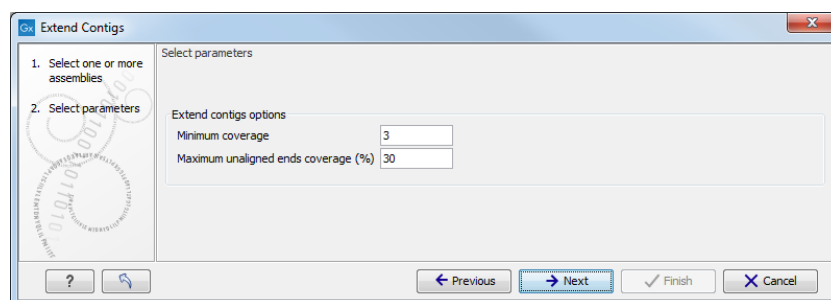 Gx Extend Contigs
X
1. Select one or more
assemblies
2. Select parameters
Select parameters
Extend contigs options
Minimum coverage 3
Maximum unaligned ends coverage (%) 30
?
Previous
Next
Finish
Cancel